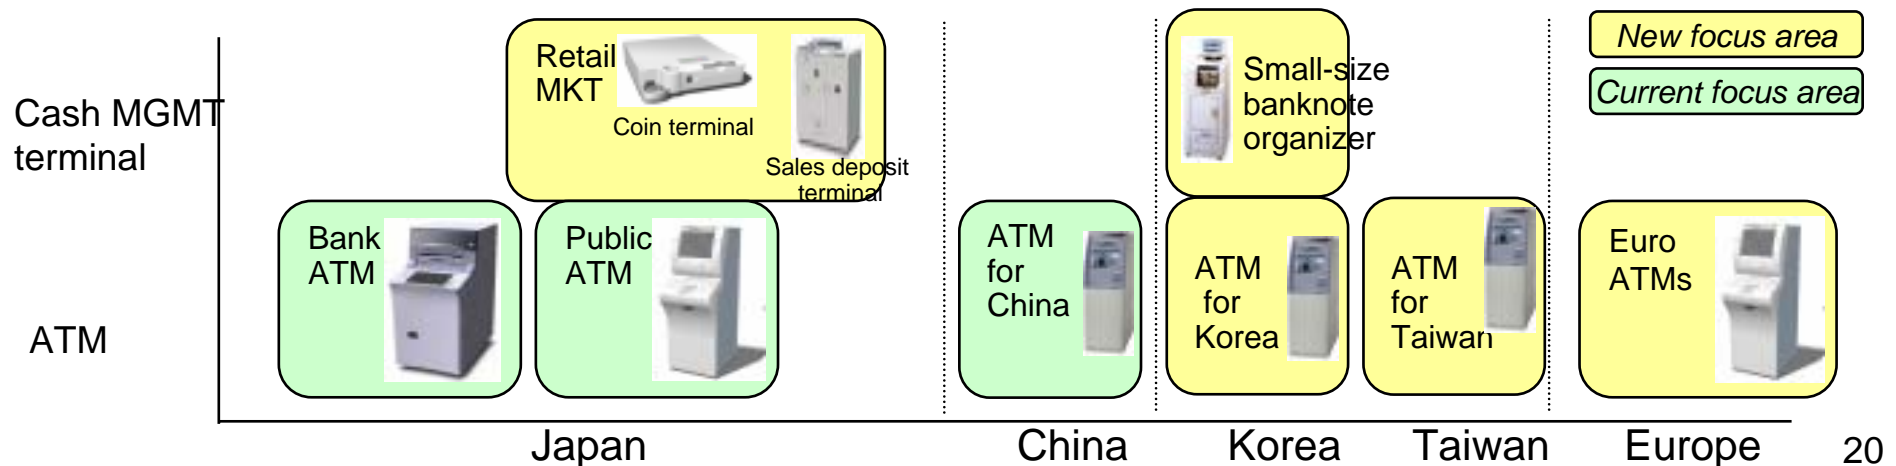 New focus area
Current focus area
Cash MGMT
terminal
Retail
MKT
Coin terminal
Sales deposit
terminal
Small-size
banknote
organizer
ATM
Bank
ATM
Public
ATM
ATM
for
China
ATM
for
Korea
ATM
for
Taiwan
Euro
ATMs
Japan
China
Korea
Taiwan
Europe
20